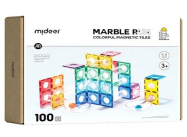 mideer
MARBLE R
COLORFUL MAGNETIC TILES
3+
100